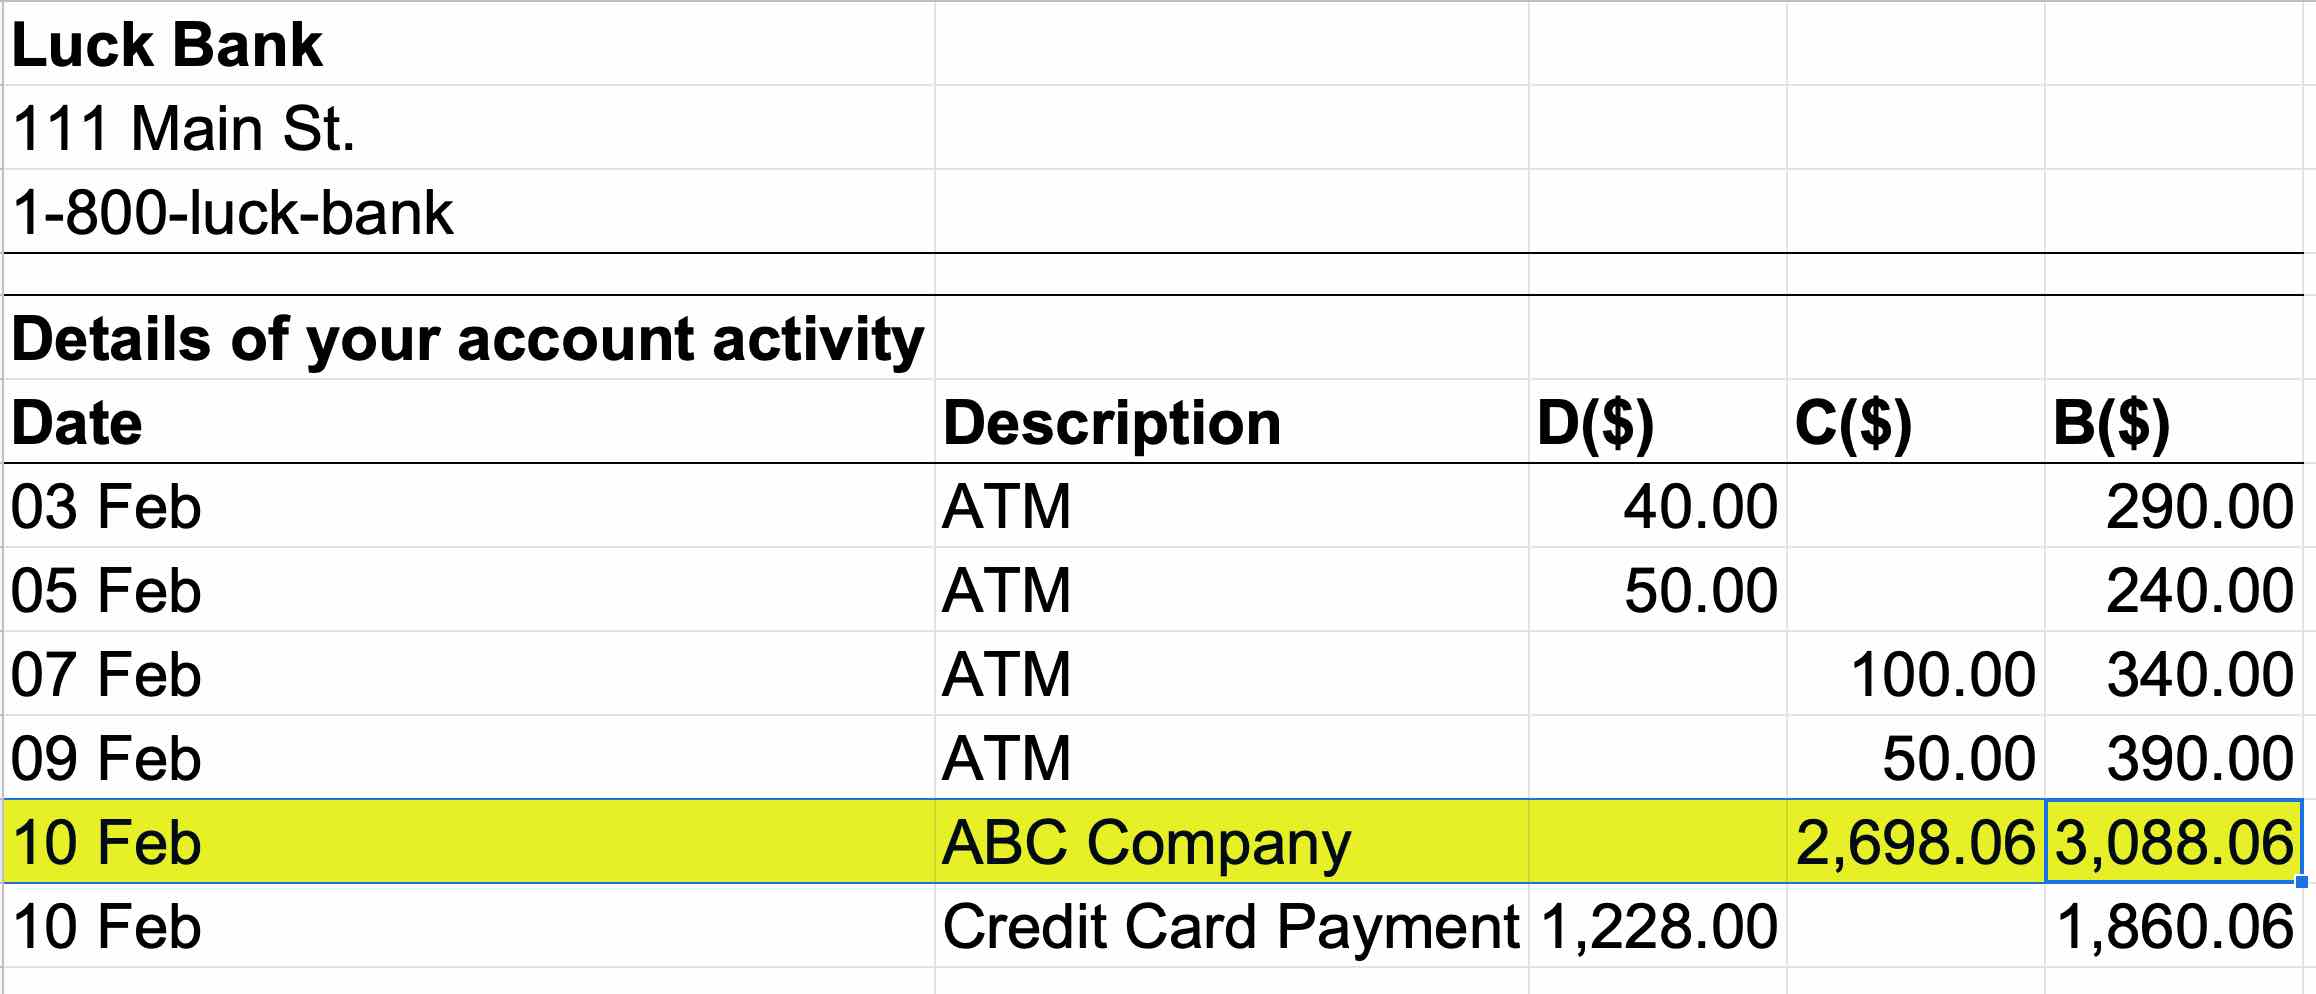 Luck Bank
111 Main St.
1-800-luck-bank
Details of your account activity
Date Description D($) C($) B($)
03 Feb ATM 40.00 290.00
05 Feb ATM 50.00 240.00
07 Feb ATM 100.00 340.00
09 Feb ATM 50.00 390.00
10 Feb ABC Company 2,698.06 3,088.06
10 Feb Credit Card Payment 1,228.00 1,860.06